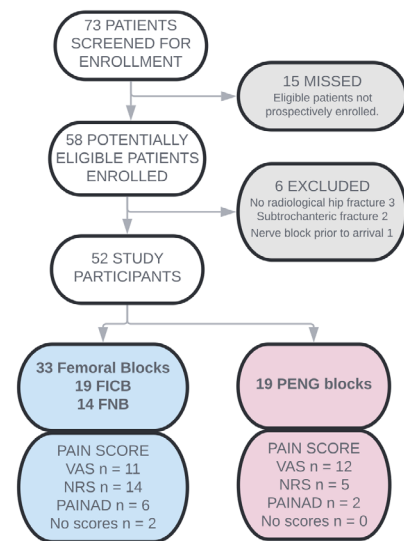 73 PATIENTS
SCREENED FOR
ENROLLMENT
15 MISSED
Eligible patients not
prospectively enrolled.
58 POTENTIALLY
ELIGIBLE PATIENTS
ENROLLED
6 EXCLUDED
No radiological hip fracture 3
Subtrochanteric fracture 2
Nerve block prior to arrival 1
52 STUDY
PARTICIPANTS
33 Femoral Blocks
19 FICB
14 FNB
PAIN SCORE
VAS n = 11
NRS n = 14
PAINAD n = 6
No scores n = 2
19 PENG blocks
PAIN SCORE
VAS n = 12
NRS n = 5
PAINAD n = 2
No scores n = 0